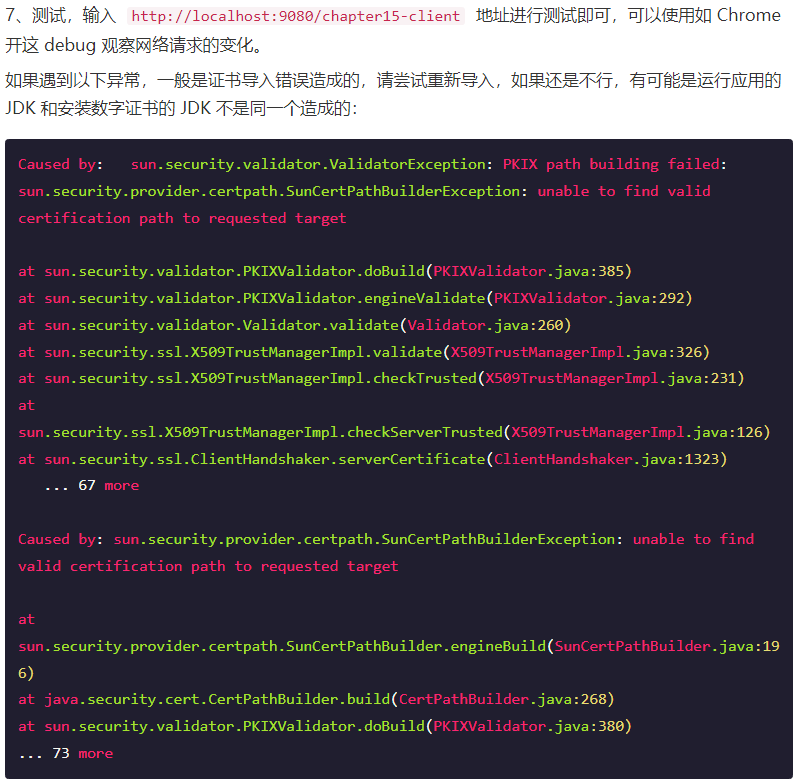 7、测试，输入 http://localhost:9080/chapter15-client 地址进行测试即可，可以使用如 Chrome
开这 debug 观察网络请求的变化。
如果遇到以下异常，一般是证书导入错误造成的，请尝试重新导入，如果还是不行，有可能是运行应用的
JDK 和安装数字证书的 JDK 不是同一个造成的：
Caused by:   sun.security.validator.ValidatorException: PKIX path building failed:
sun.security.provider.certpath.SunCertPathBuilderException: unable to find valid
certification path to requested target
at sun.security.validator.PKIXValidator.doBuild(PKIXValidator.java:385)
at sun.security.validator.PKIXValidator.engineValidate(PKIXValidator.java:292)
at sun.security.validator.Validator.validate(Validator.java:260)
at sun.security.ssl.X509TrustManagerImpl.validate(X509TrustManagerImpl.java:326)
at sun.security.ssl.X509TrustManagerImpl.checkTrusted(X509TrustManagerImpl.java:231)
at
sun.security.ssl.X509TrustManagerImpl.checkServerTrusted(X509TrustManagerImpl.java:126)
at sun.security.ssl.ClientHandshaker.serverCertificate(ClientHandshaker.java:1323)
   ... 67 more
Caused by: sun.security.provider.certpath.SunCertPathBuilderException: unable to find
valid certification path to requested target
at
sun.security.provider.certpath.SunCertPathBuilder.engineBuild(SunCertPathBuilder.java:19
6)
at java.security.cert.CertPathBuilder.build(CertPathBuilder.java:268)
at sun.security.validator.PKIXValidator.doBuild(PKIXValidator.java:380)
... 73 more